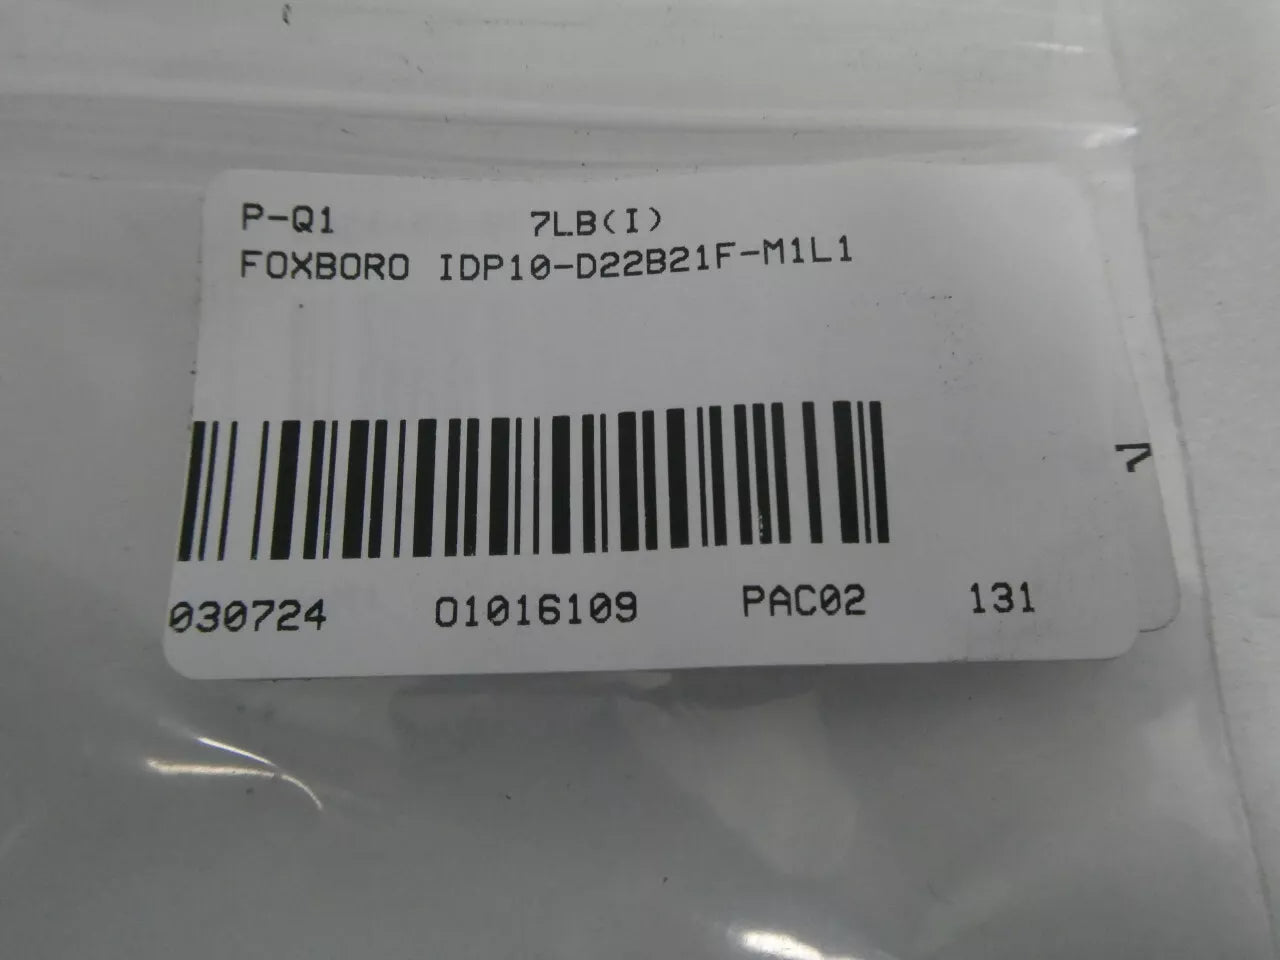 P-Q1 7LB(I)
FOXBORO IDP10-D22B21F-M1L1
030724 01016109 PAC02 131
7